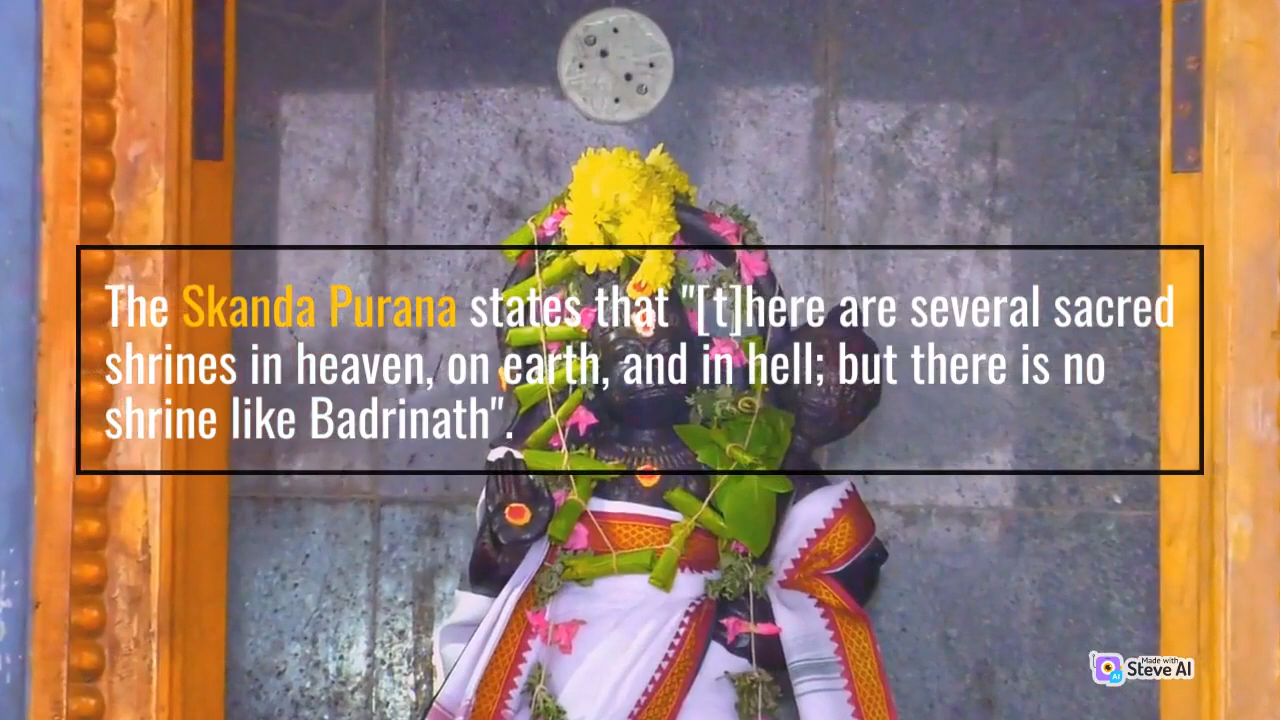 The Skanda Purana states that "[t]here are several sacred
shrines in heaven, on earth, and in hell; but there is no
shrine like Badrinath".
Made with
Steve AI
AI